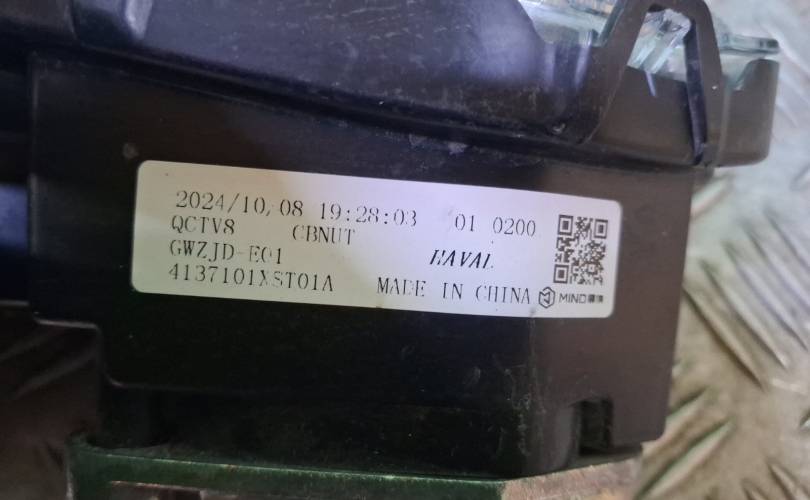 2024/10/08 19:28:03 /01 0200
QCTV8 CBNUT
GWZJD-E01 HAVAL
4137101XST01A MADE IN CHINA MIND